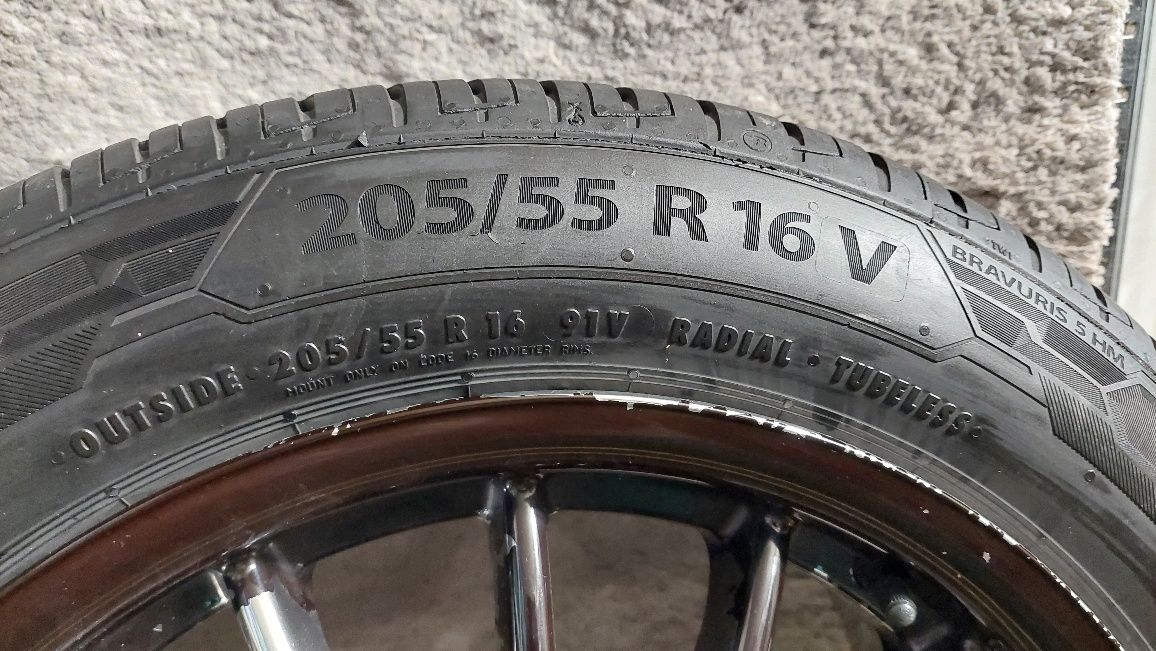 205/55 R 16 V
BRAVURIS 5 HM
OUTSIDE · 205/55 R 16 91V RADIAL · TUBELESS ·
MOUNT ONLY ON CODE 16 DIAMETER RIMS